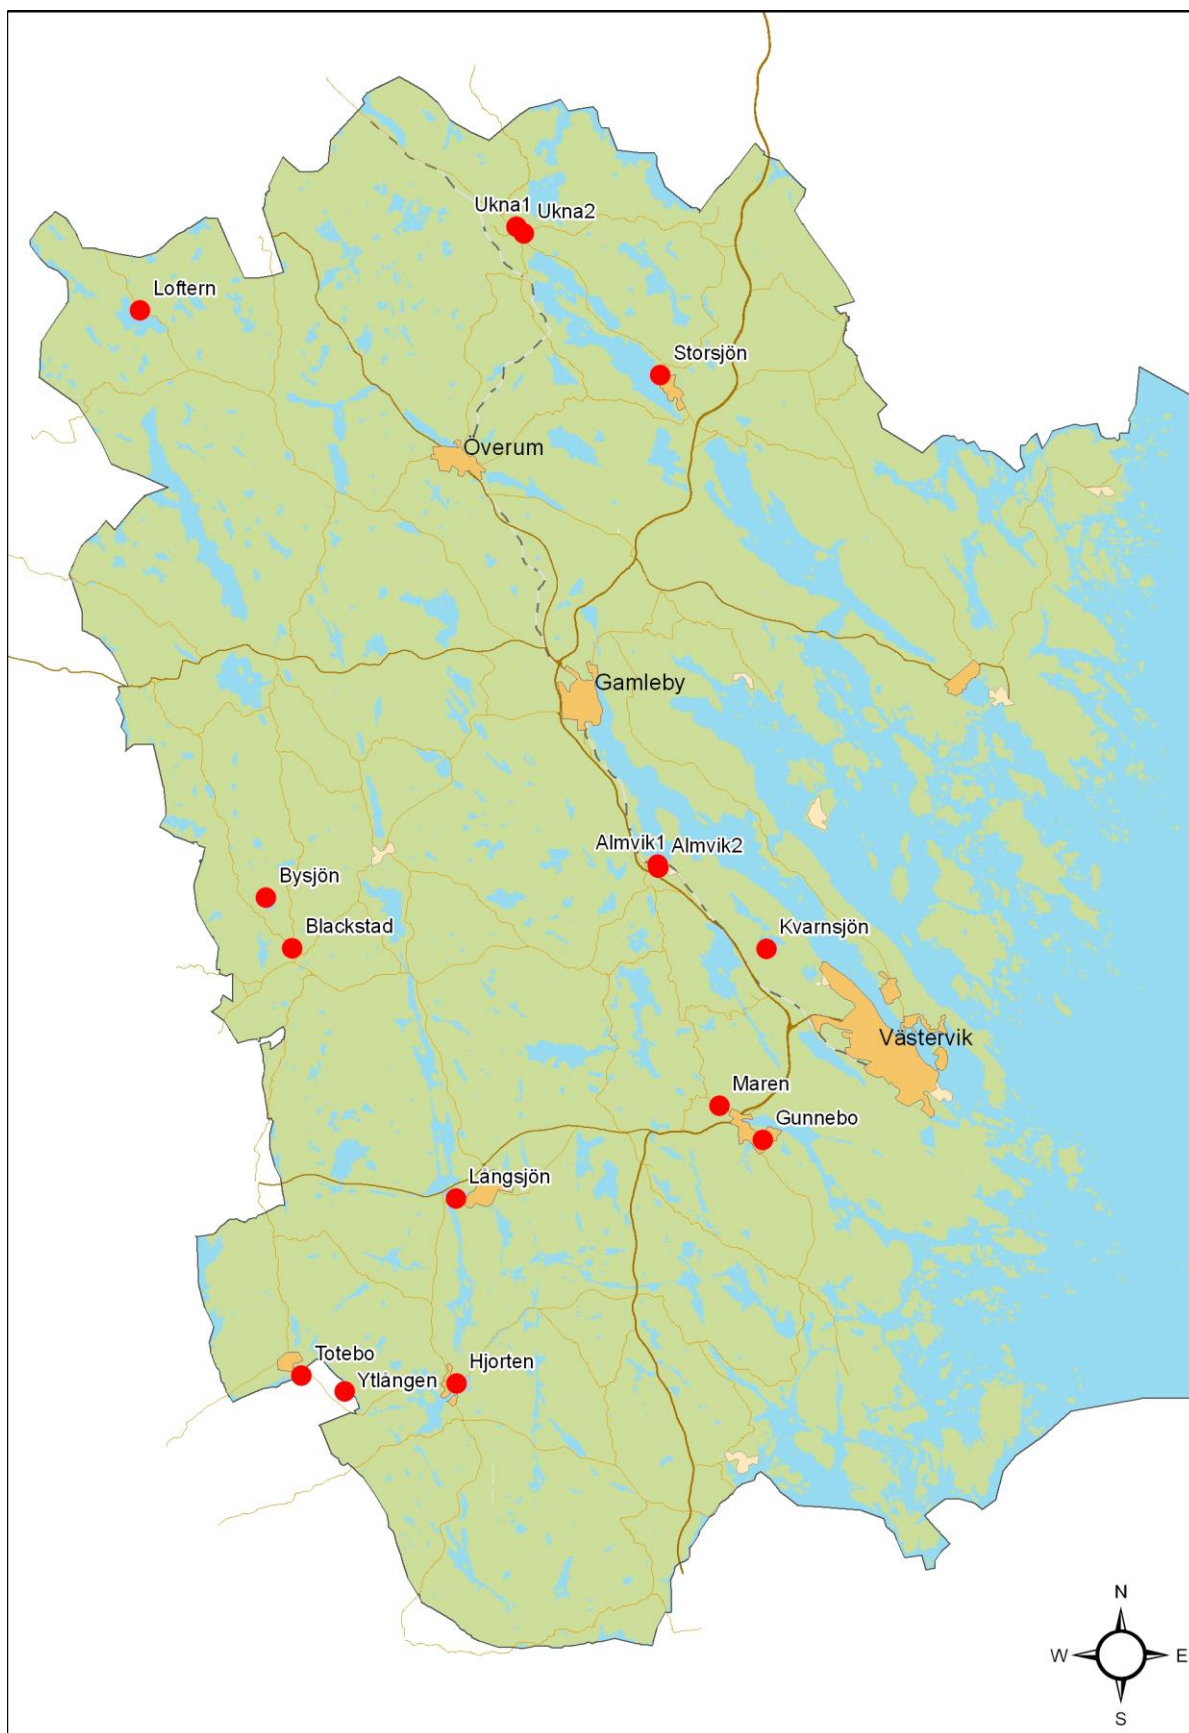 Ukna1
Ukna2
Loftern
Storsjön
Överum
Gamleby
Almvik1
Almvik2
Bysjön
Kvarnsjön
Blackstad
Västervik
Maren
Gunnebo
Långsjön
Totebo
Hjorten
Ytlången
N
W
E
S